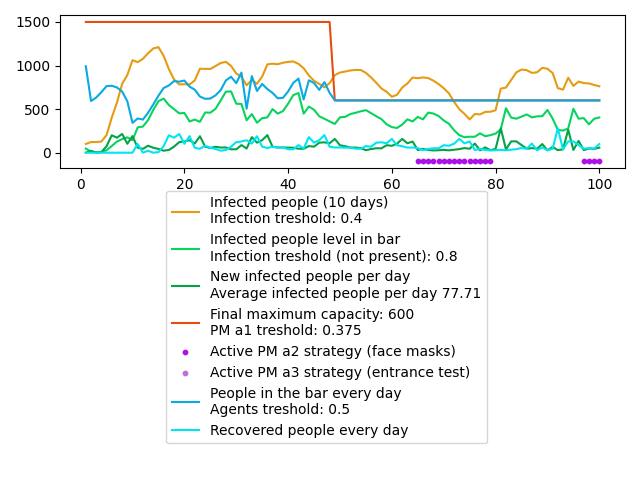 1500
1000
500
0
0
20
40
60
80
100
Infected people (10 days)
Infection treshold: 0.4
Infected people level in bar
Infection treshold (not present): 0.8
New infected people per day
Average infected people per day 77.71
Final maximum capacity: 600
PM a1 treshold: 0.375
Active PM a2 strategy (face masks)
Active PM a3 strategy (entrance test)
People in the bar every day
Agents treshold: 0.5
Recovered people every day